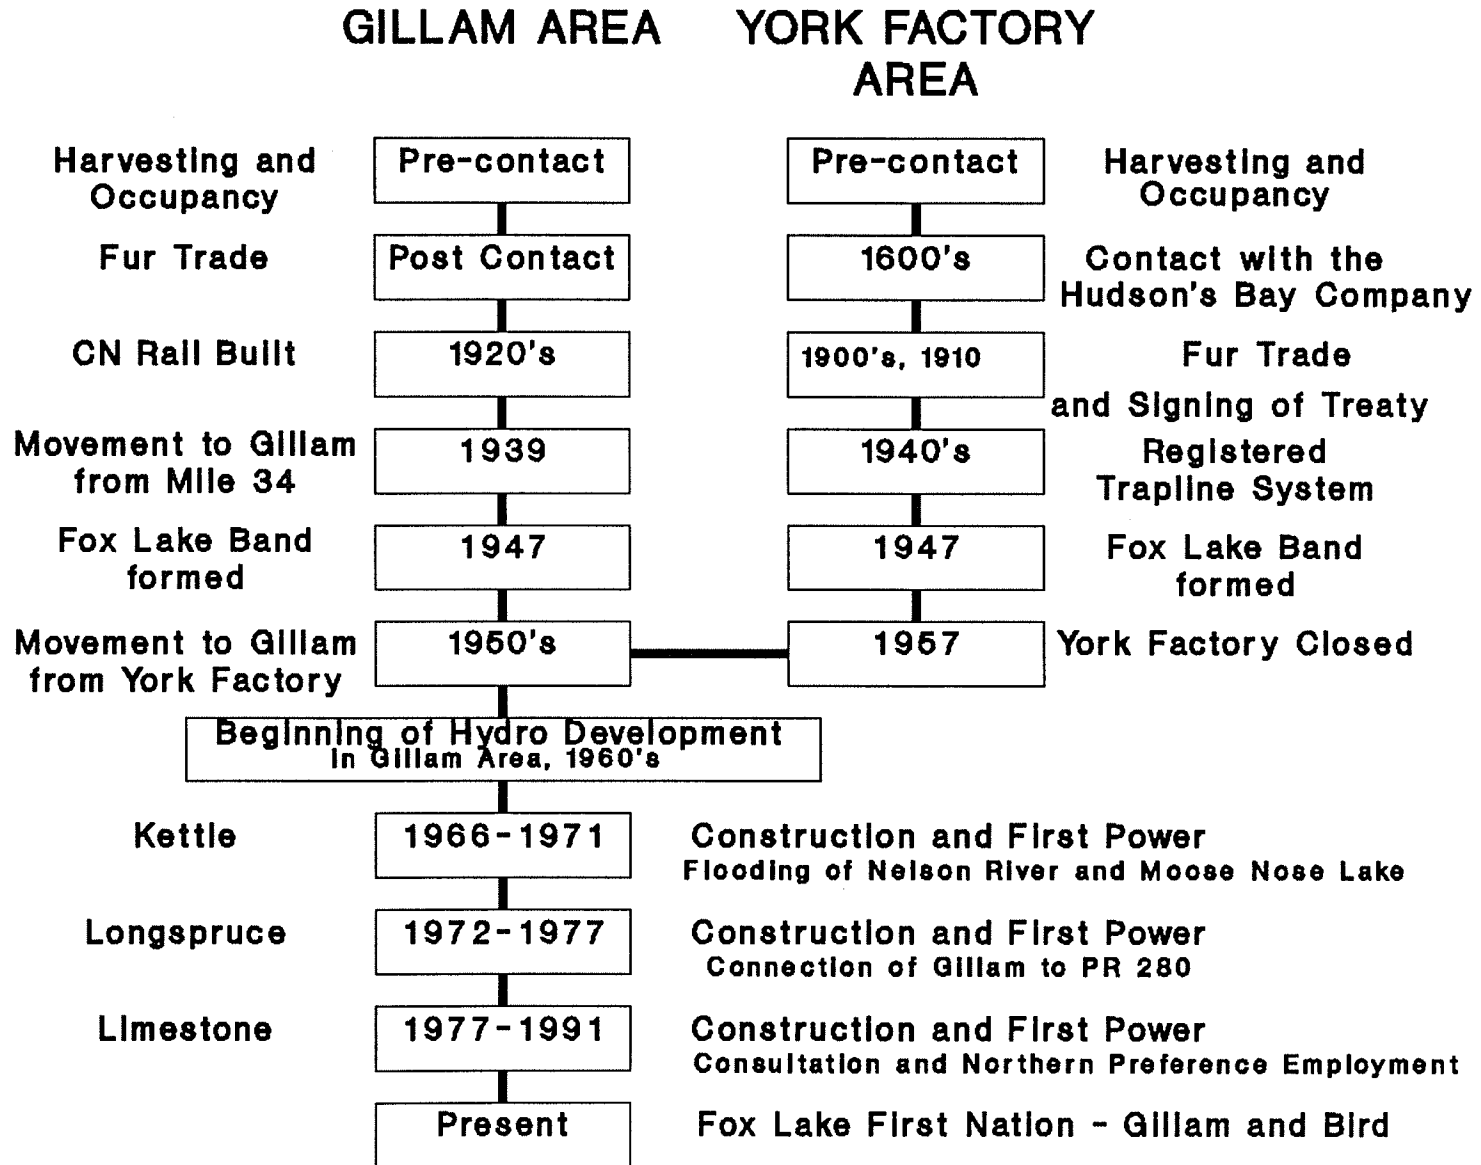 GILLAM AREA
YORK FACTORY
AREA
Harvesting and
Occupancy
Pre-contact
Pre-contact
Harvesting and
Occupancy
Fur Trade
Post Contact
1600's
Contact with the
Hudson's Bay Company
CN Rail Built
1920's
1900's, 1910
Fur Trade
and Signing of Treaty
Movement to Gillam
from Mile 34
1939
1940's
Registered
Trapline System
Fox Lake Band
formed
1947
1947
Fox Lake Band
formed
Movement to Gillam
from York Factory
1950's
1957
York Factory Closed
Beginning of Hydro Development
in Gillam Area, 1960's
Kettle
1966-1971
Construction and First Power
Flooding of Nelson River and Moose Nose Lake
Longspruce
1972-1977
Construction and First Power
Connection of Gillam to PR 280
Limestone
1977-1991
Construction and First Power
Consultation and Northern Preference Employment
Present
Fox Lake First Nation - Gillam and Bird